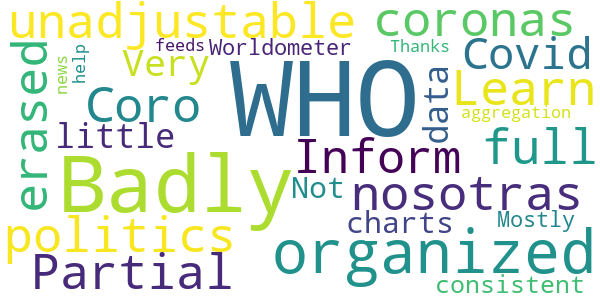 unadjustable
coronas
feeds
Worldometer
Thanks
Very
WHO
Covid
erased
news
help
Coro
data
Learn
aggregation
little
Badly
Inform
full
Not
nosotras
politics
charts
Mostly
Partial
organized
consistent